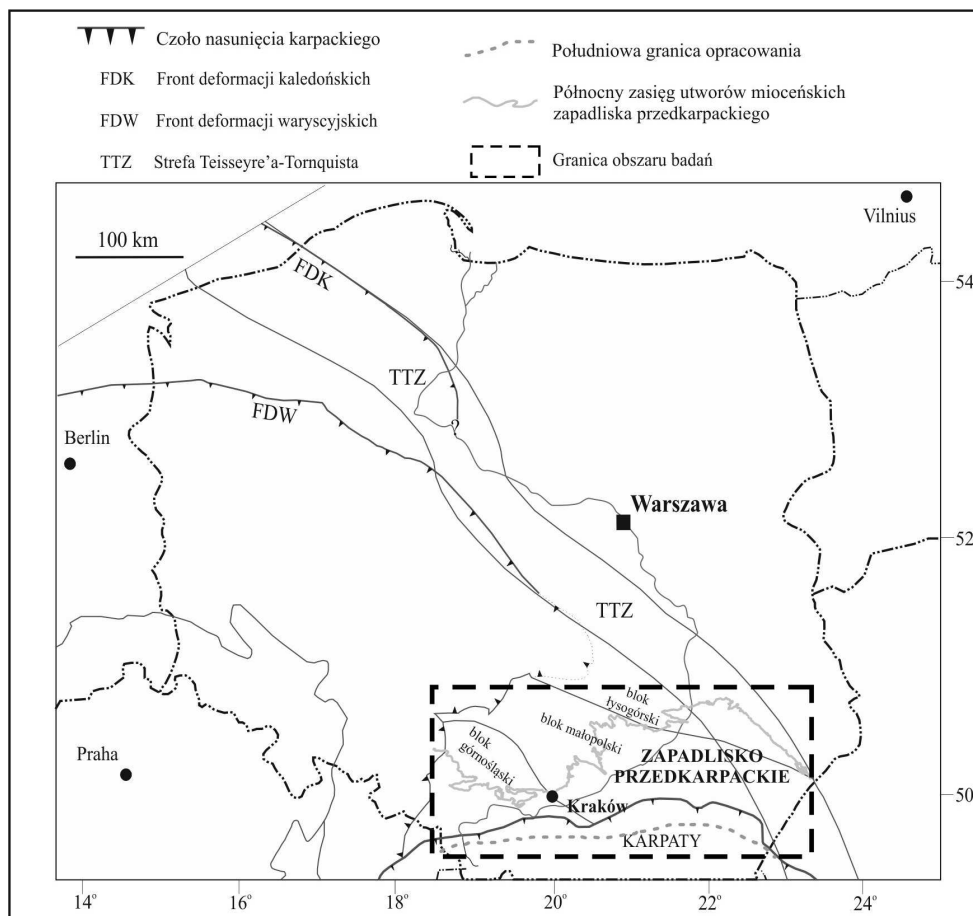 Czoło nasunięcia karpackiego
FDK Front deformacji kaledońskich
FDW Front deformacji waryscyjskich
TTZ Strefa Teisseyre’a-Tornquista
Południowa granica opracowania
Północny zasięg utworów mioceńskich
zapadliska przedkarpackiego
Granica obszaru badań
Vilnius
100 km
FDK
54
TTZ
FDW
?
Berlin
Warszawa
52
TTZ
blok
łysogórski
blok małopolski
blok
górnośląski
ZAPADLISKO
PRZEDKARPACKIE
Praha
50
Kraków
KARPATY
14° 16° 18° 20° 22° 24°